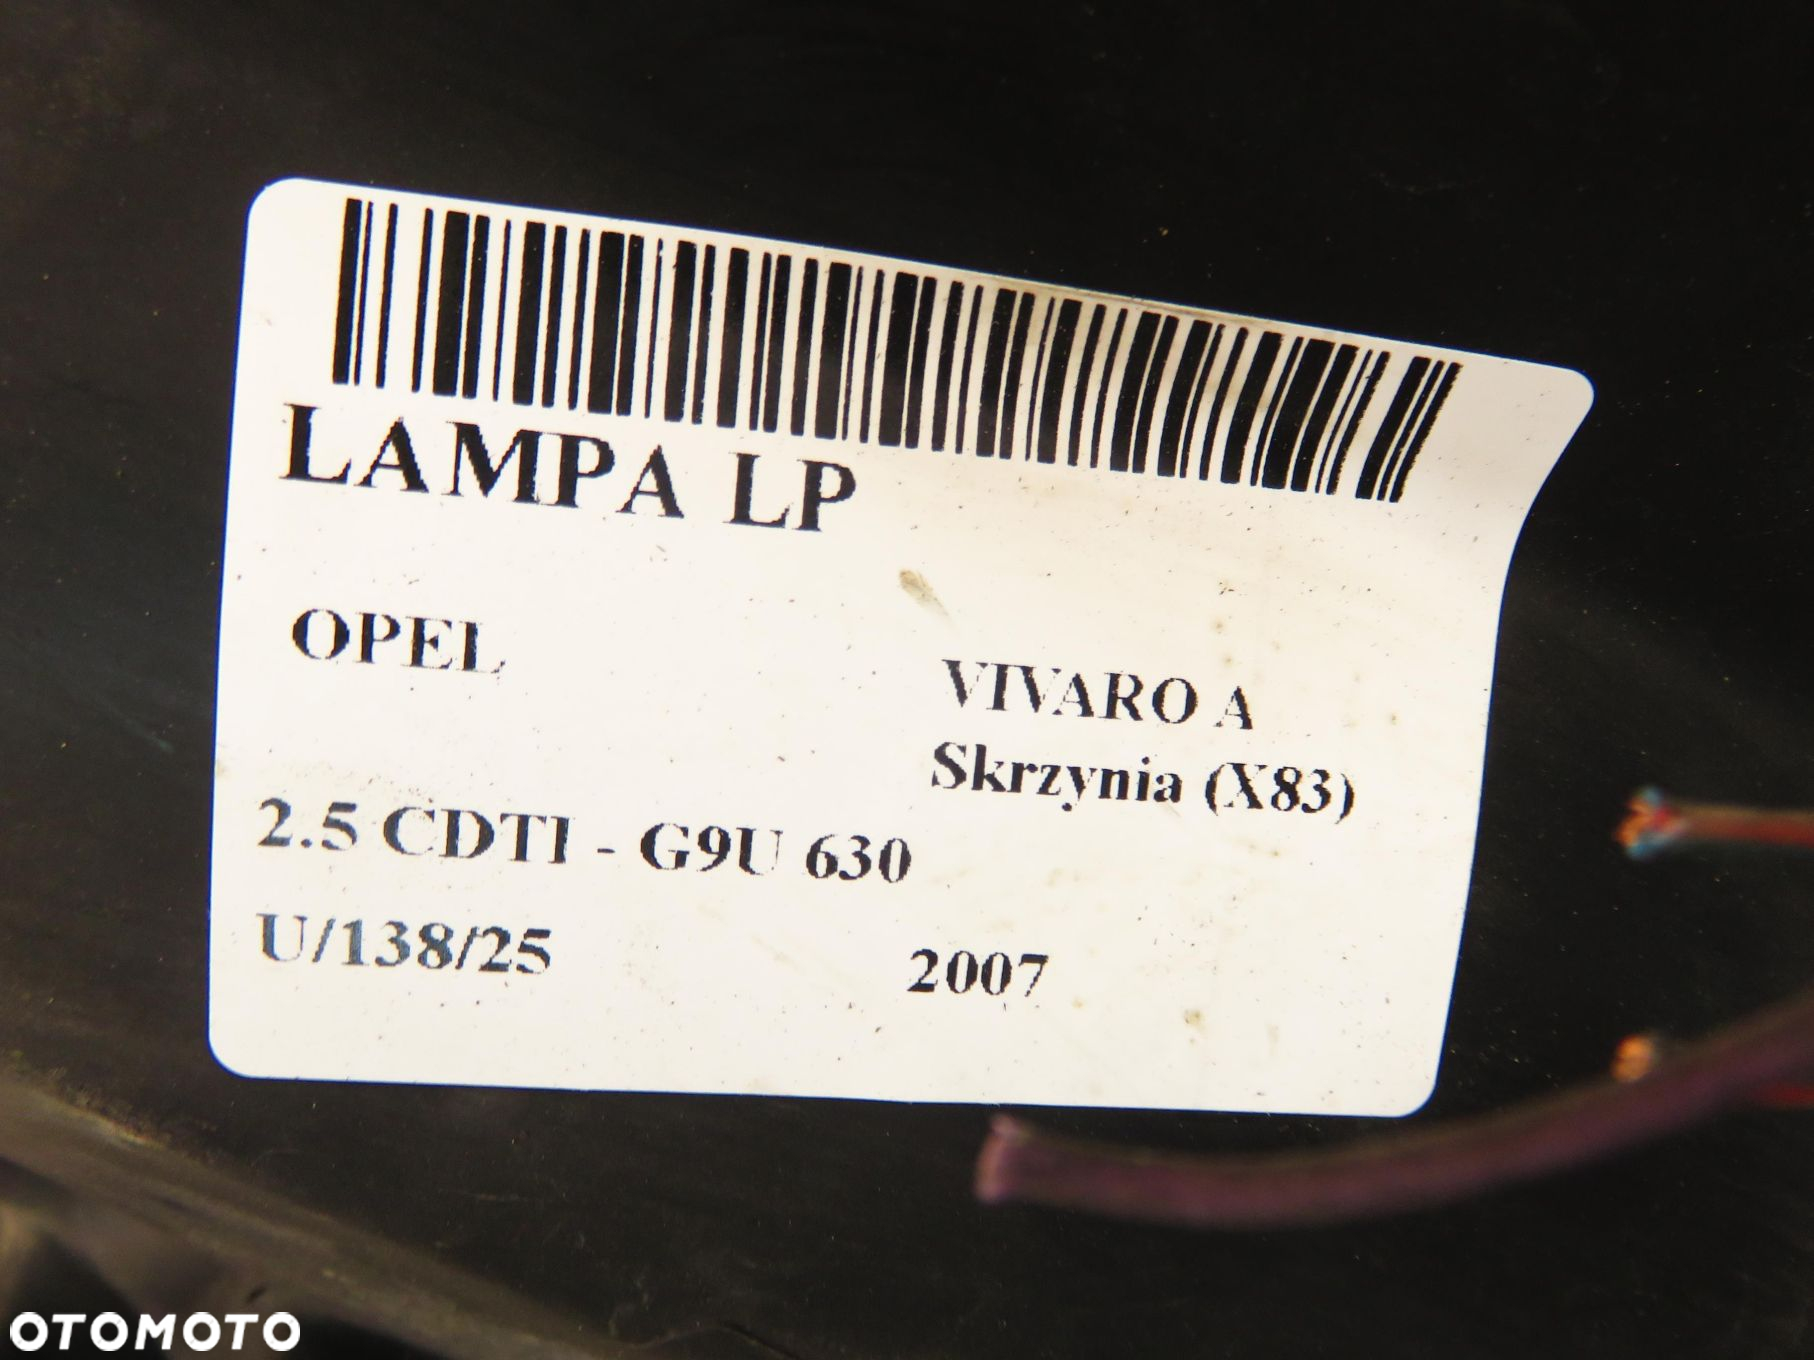 LAMPA LP
OPEL
VIVARO A
Skrzynia (X83)
2.5 CDTI - G9U 630
U/138/25
2007
OTOMOTO